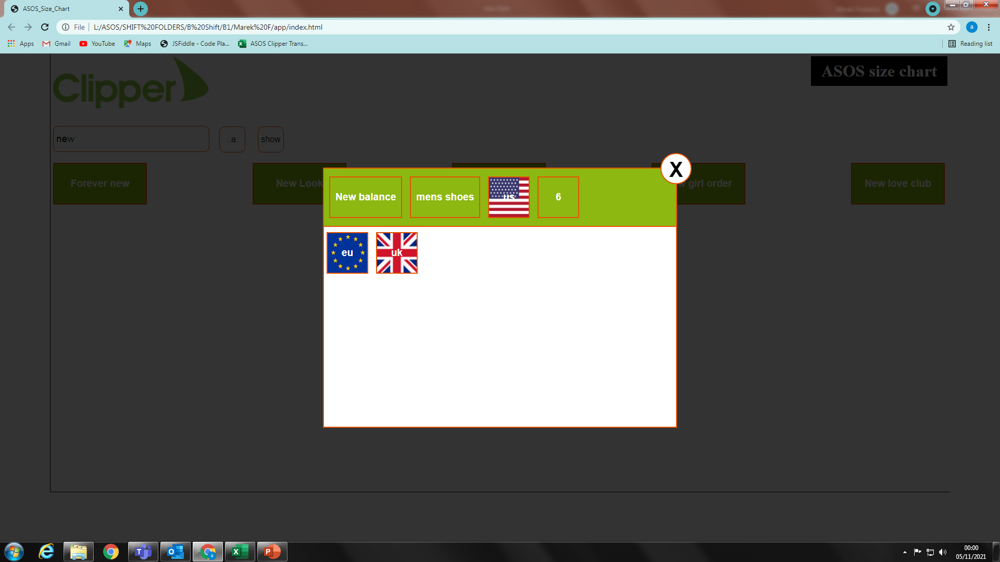 ASOS_Size_Chart
File
L:/ASOS/SHIFT%20FOLDERS/B%20Shift/B1/Marek%20F/app/index.html
a
Apps
Gmail
YouTube
Maps
JSFiddle - Code Pla...
ASOS Clipper Trans...
Reading list
Clipper
ASOS size chart
new
..a.
show
Forever new
New Look
girl order
New love club
X
New balance
mens shoes
us
6
eu
uk
00:00
05/11/2021